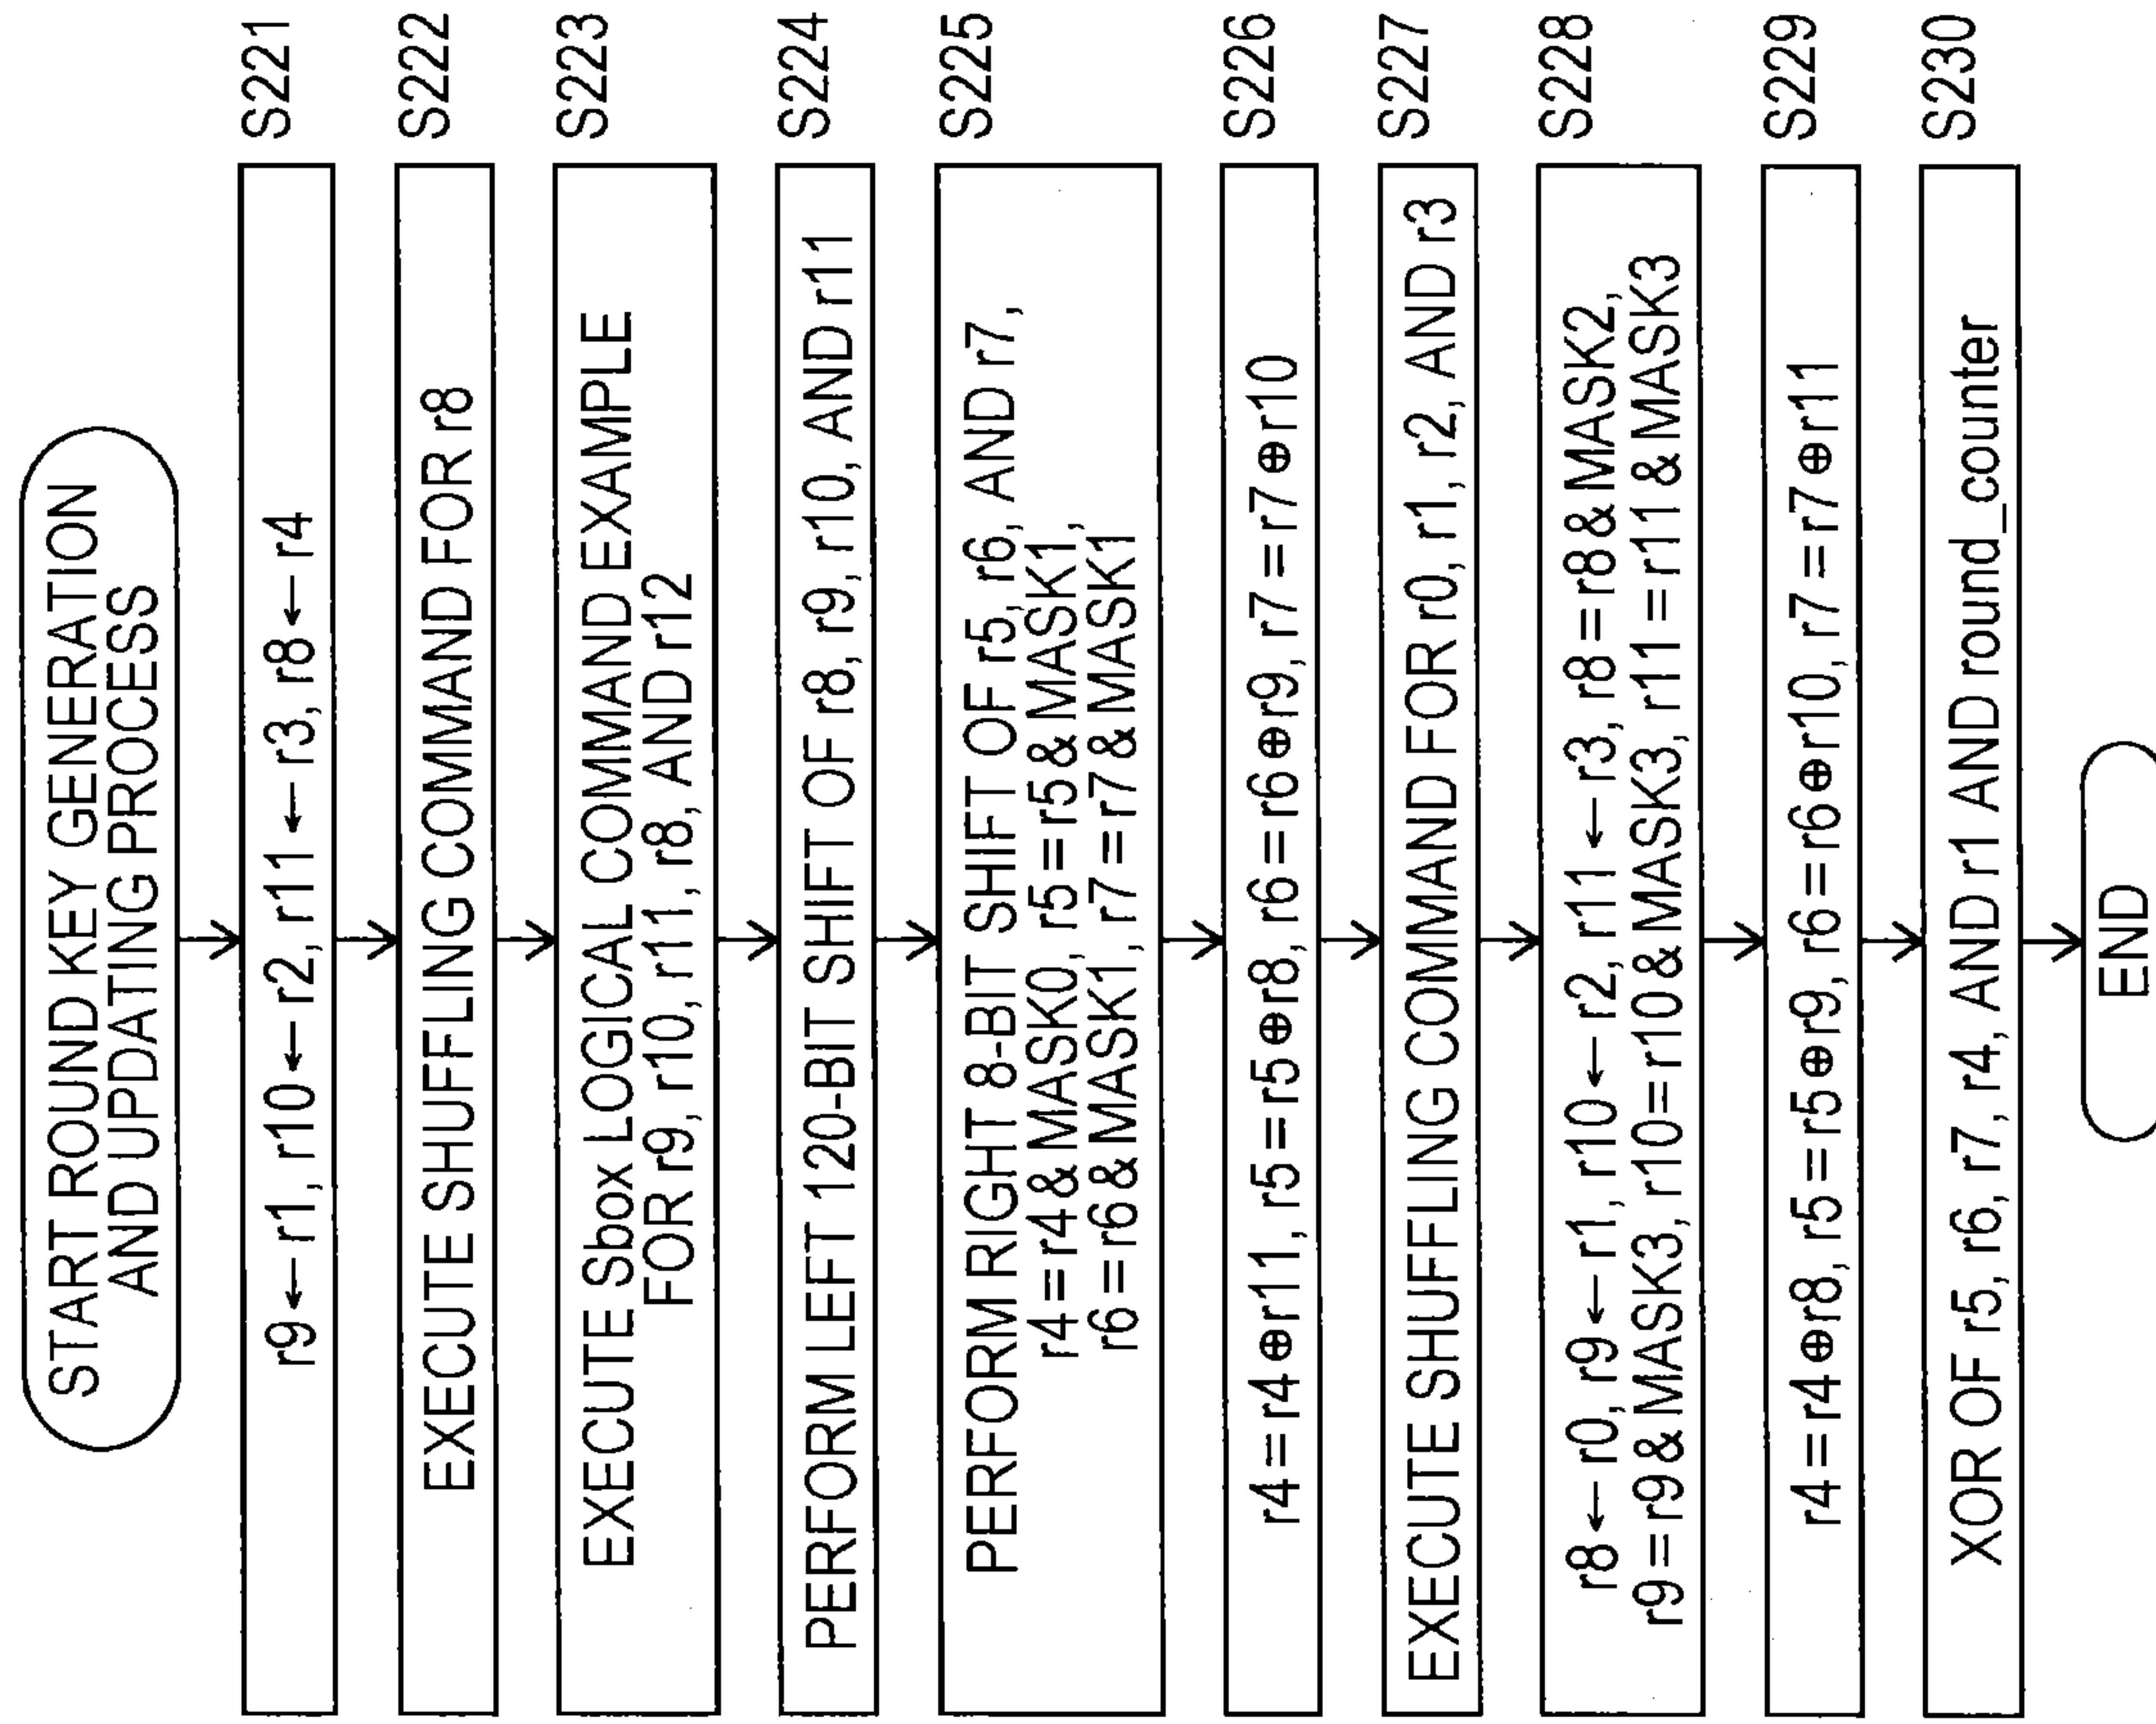 START ROUND KEY GENERATION
AND UPDATING PROCESS
r9 ← r1, r10 ← r2, r11 ← r3, r8 ← r4
S221
EXECUTE SHUFFLING COMMAND FOR r8
S222
EXECUTE Sbox LOGICAL COMMAND EXAMPLE
FOR r9, r10, r11, r8, AND r12
S223
PERFORM LEFT 120-BIT SHIFT OF r8, r9, r10, AND r11
S224
PERFORM RIGHT 8-BIT SHIFT OF r5, r6, AND r7,
r4 = r4 & MASK0, r5 = r5 & MASK1,
r6 = r6 & MASK1, r7 = r7 & MASK1
S225
r4 = r4 ⊕ r11, r5 = r5 ⊕ r8, r6 = r6 ⊕ r9, r7 = r7 ⊕ r10
S226
EXECUTE SHUFFLING COMMAND FOR r0, r1, r2, AND r3
S227
r8 ← r0, r9 ← r1, r10 ← r2, r11 ← r3, r8 = r8 & MASK2,
r9 = r9 & MASK3, r10 = r10 & MASK3, r11 = r11 & MASK3
S228
r4 = r4 ⊕ r8, r5 = r5 ⊕ r9, r6 = r6 ⊕ r10, r7 = r7 ⊕ r11
S229
XOR OF r5, r6, r7, r4, AND r1 AND round_counter
S230
END